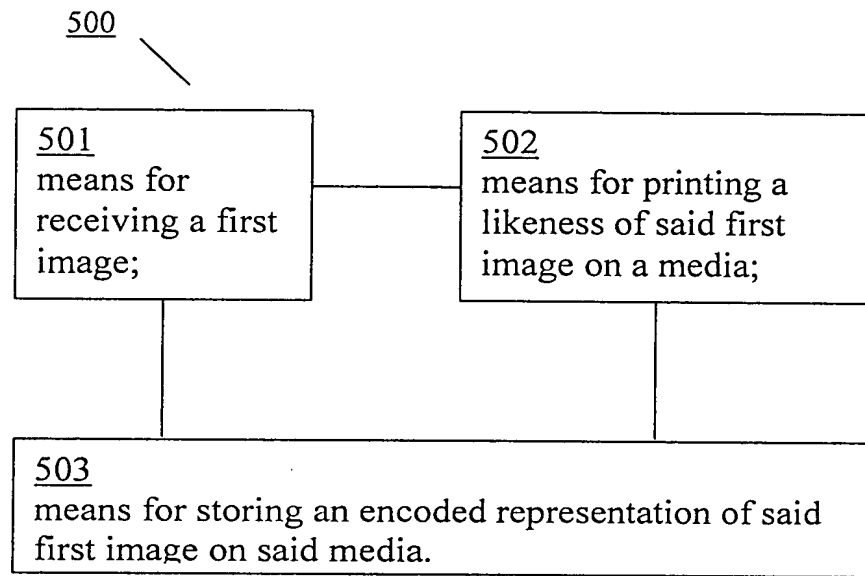 500
501
means for
receiving a first
image;
502
means for printing a
likeness of said first
image on a media;
503
means for storing an encoded representation of said
first image on said media.